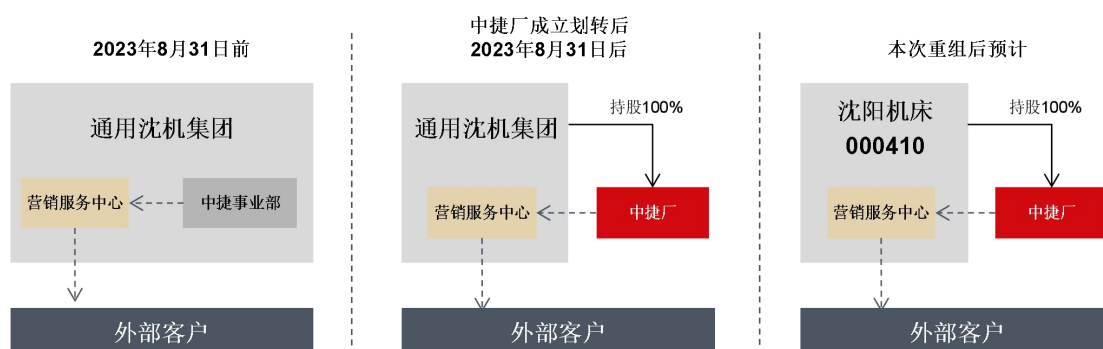 2023年8月31日前
通用沈机集团
营销服务中心
中捷事业部
外部客户
中捷厂成立划转后
2023年8月31日后
持股100%
通用沈机集团
营销服务中心
中捷厂
外部客户
本次重组后预计
持股100%
沈阳机床
000410
营销服务中心
中捷厂
外部客户